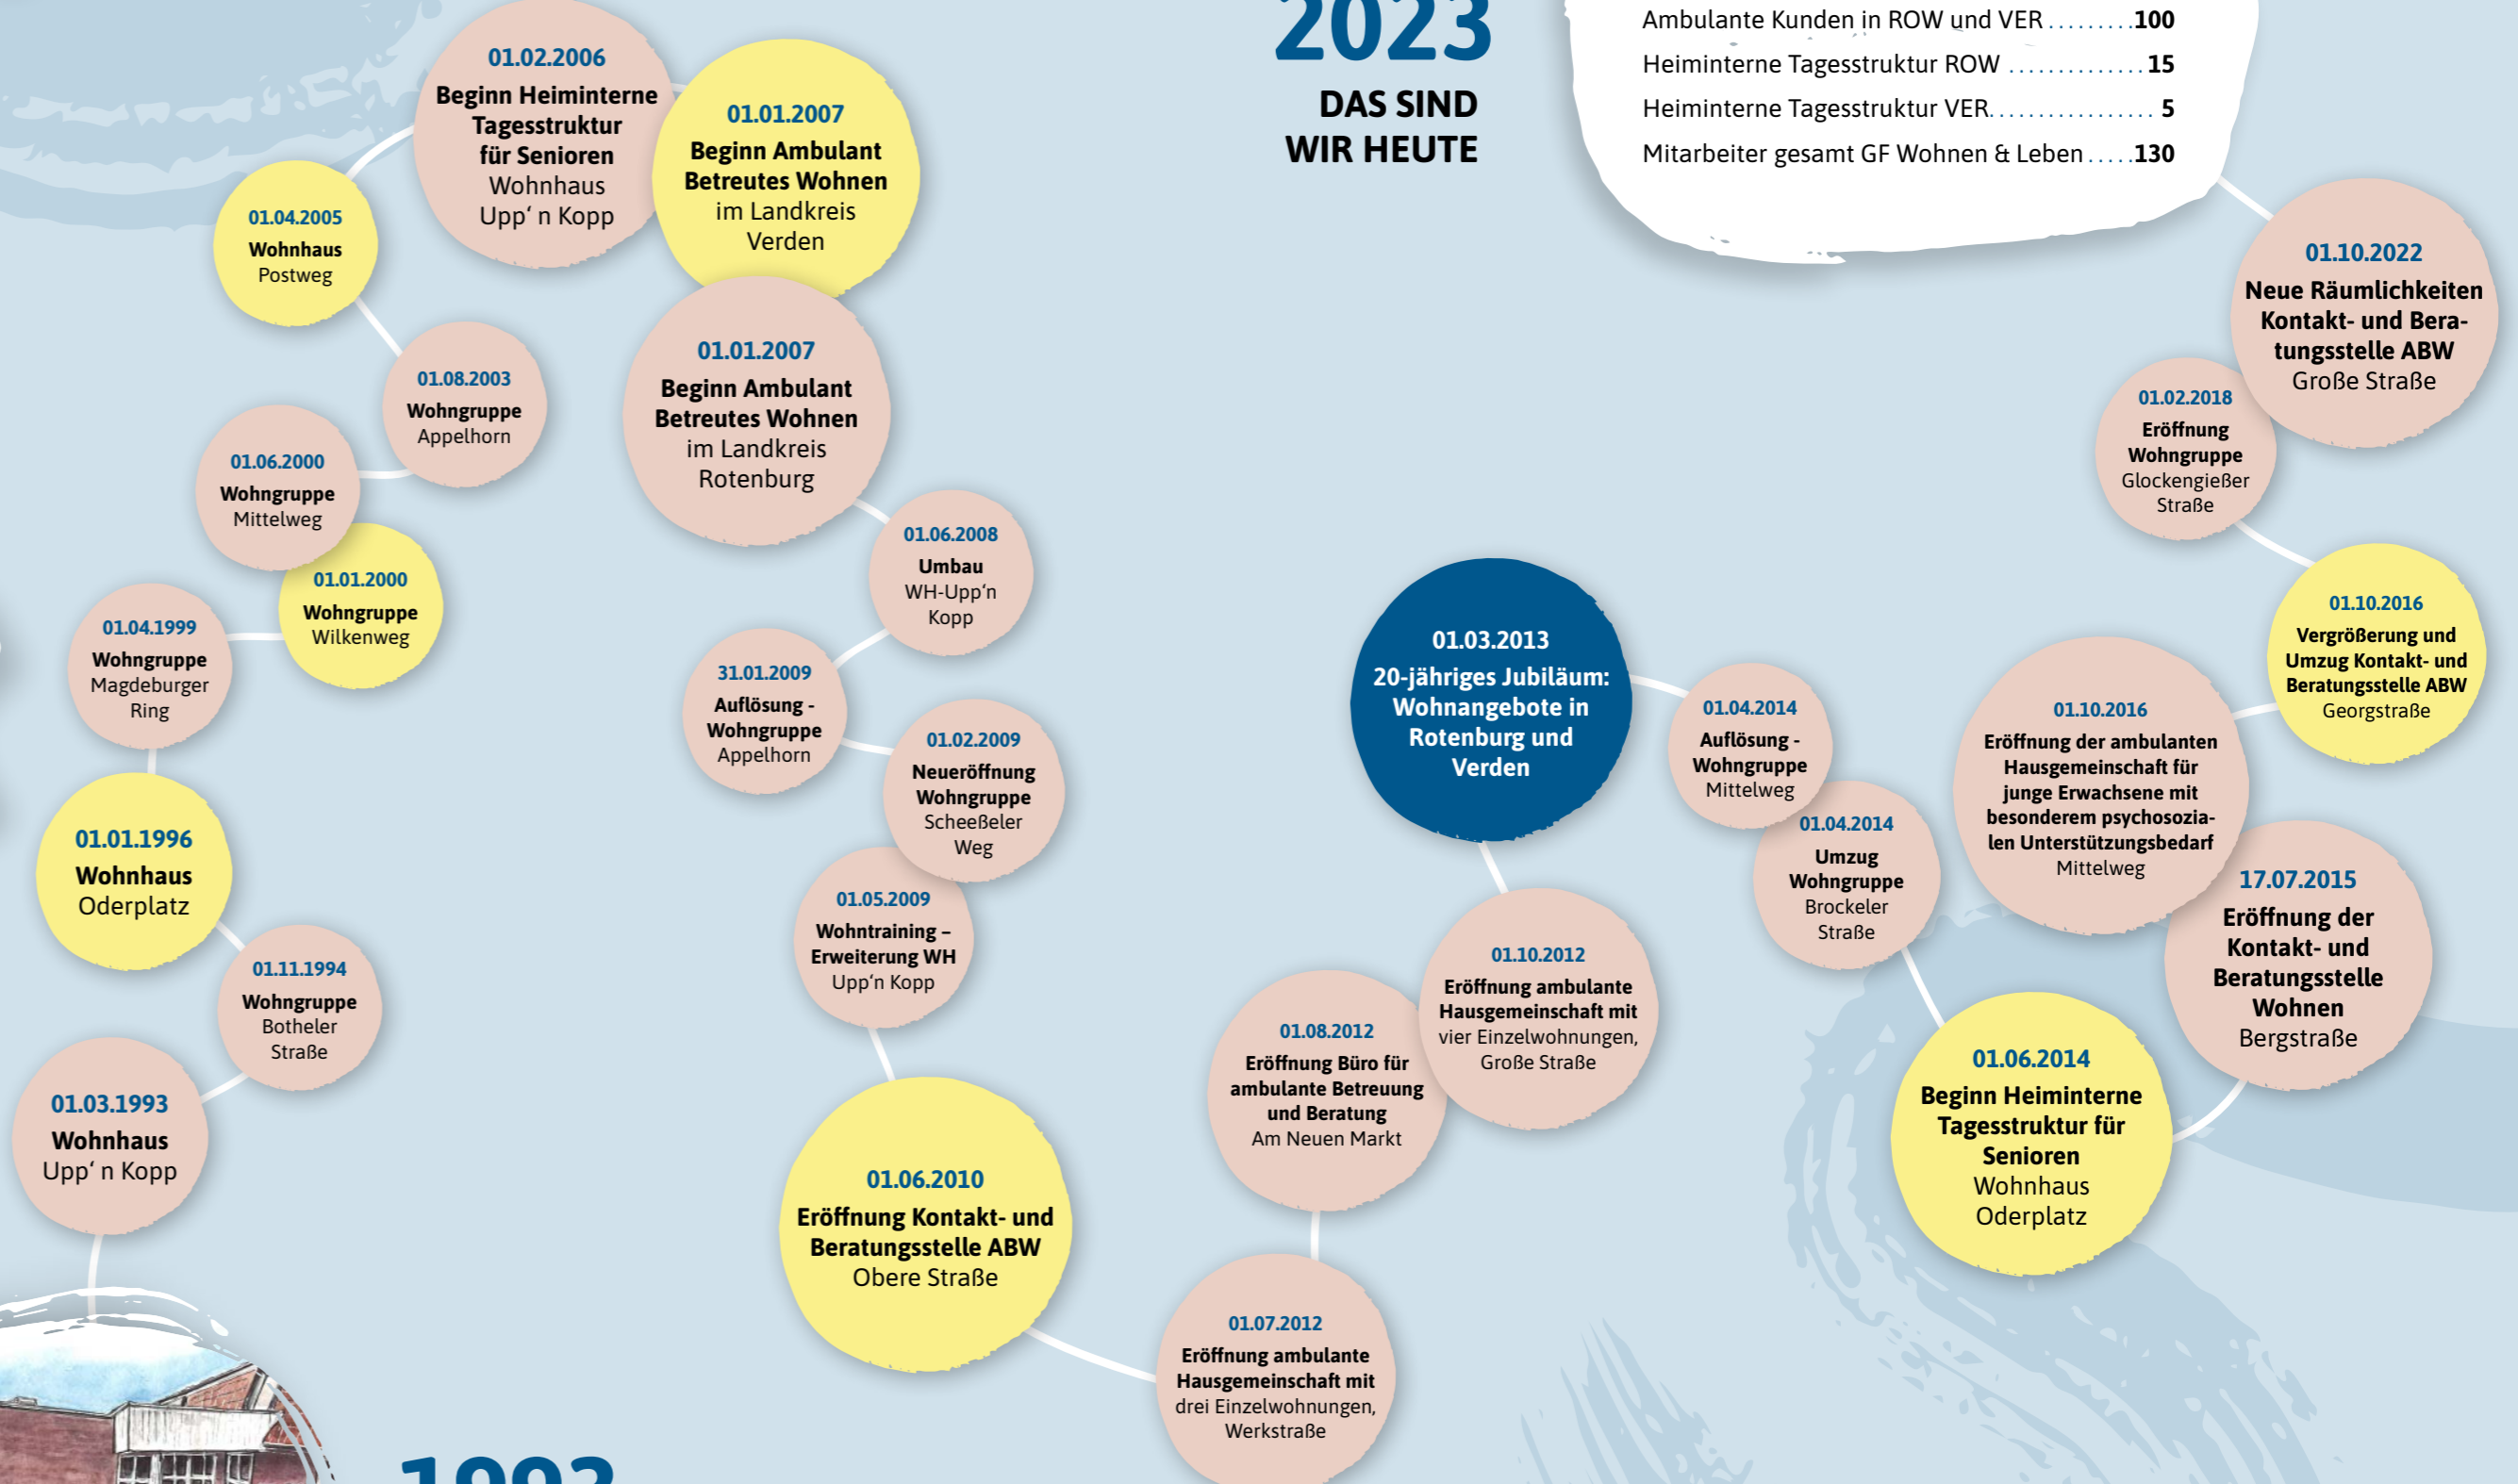 2023
DAS SIND
WIR HEUTE
Ambulante Kunden in ROW und VER.........100
Heiminterne Tagesstruktur ROW ..............15
Heiminterne Tagesstruktur VER................. 5
Mitarbeiter gesamt GF Wohnen & Leben .....130
01.03.1993
Wohnhaus
Upp‘ n Kopp
01.11.1994
Wohngruppe
Botheler
Straße
01.01.1996
Wohnhaus
Oderplatz
01.04.1999
Wohngruppe
Magdeburger
Ring
01.01.2000
Wohngruppe
Wilkenweg
01.06.2000
Wohngruppe
Mittelweg
01.08.2003
Wohngruppe
Appelhorn
01.04.2005
Wohnhaus
Postweg
01.02.2006
Beginn Heiminterne
Tagesstruktur
für Senioren
Wohnhaus
Upp‘ n Kopp
01.01.2007
Beginn Ambulant
Betreutes Wohnen
im Landkreis
Verden
01.01.2007
Beginn Ambulant
Betreutes Wohnen
im Landkreis
Rotenburg
01.06.2008
Umbau
WH-Upp‘n
Kopp
31.01.2009
Auflösung -
Wohngruppe
Appelhorn
01.02.2009
Neueröffnung
Wohngruppe
Scheeßeler
Weg
01.05.2009
Wohntraining –
Erweiterung WH
Upp‘n Kopp
01.06.2010
Eröffnung Kontakt- und
Beratungsstelle ABW
Obere Straße
01.07.2012
Eröffnung ambulante
Hausgemeinschaft mit
drei Einzelwohnungen,
Werkstraße
01.08.2012
Eröffnung Büro für
ambulante Betreuung
und Beratung
Am Neuen Markt
01.10.2012
Eröffnung ambulante
Hausgemeinschaft mit
vier Einzelwohnungen,
Große Straße
01.03.2013
20-jähriges Jubiläum:
Wohnangebote in
Rotenburg und
Verden
01.04.2014
Auflösung -
Wohngruppe
Mittelweg
01.04.2014
Umzug
Wohngruppe
Brockeler
Straße
01.06.2014
Beginn Heiminterne
Tagesstruktur für
Senioren
Wohnhaus
Oderplatz
17.07.2015
Eröffnung der
Kontakt- und
Beratungsstelle
Wohnen
Bergstraße
01.10.2016
Eröffnung der ambulanten
Hausgemeinschaft für
junge Erwachsene mit
besonderem psychosozia-
len Unterstützungsbedarf
Mittelweg
01.10.2016
Vergrößerung und
Umzug Kontakt- und
Beratungsstelle ABW
Georgstraße
01.02.2018
Eröffnung
Wohngruppe
Glockengießer
Straße
01.10.2022
Neue Räumlichkeiten
Kontakt- und Bera-
tungsstelle ABW
Große Straße